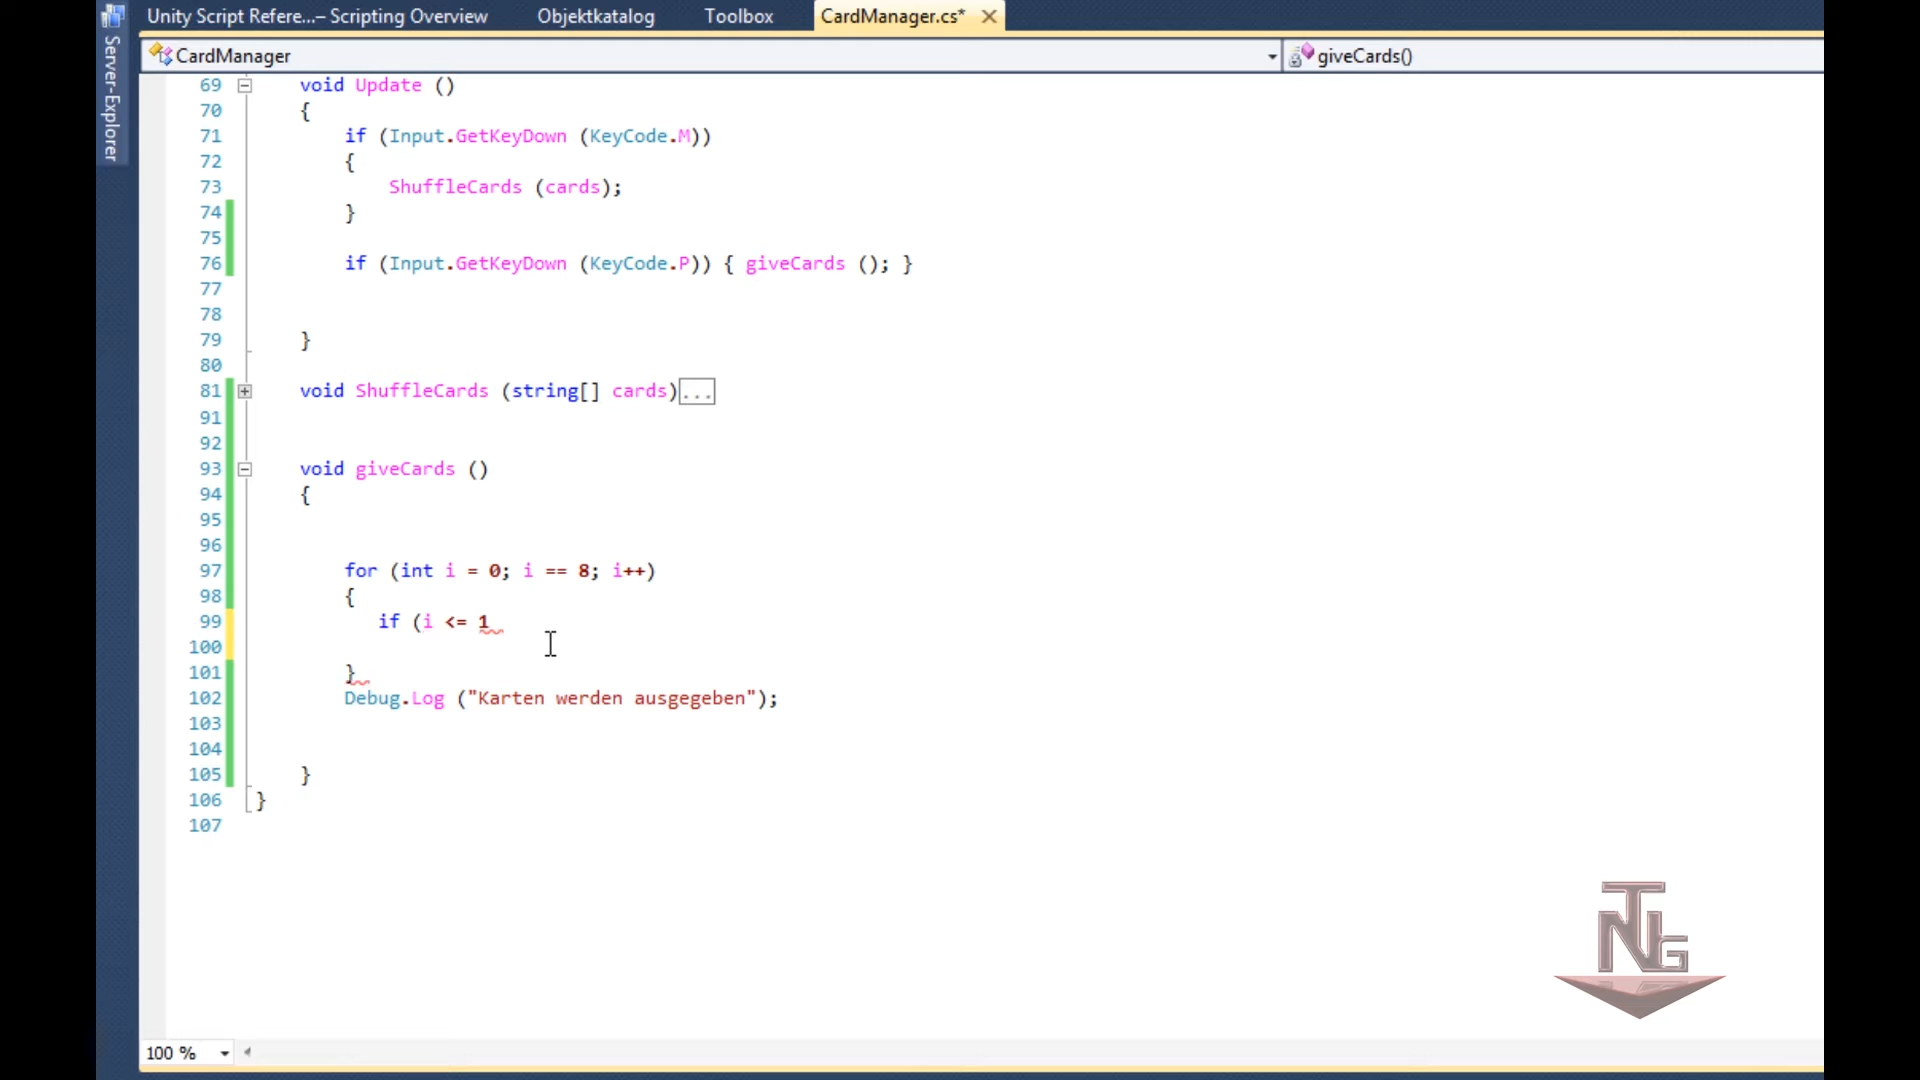 Unity Script Refere...– Scripting Overview
Objektkatalog
Toolbox
CardManager.cs*
Server-Explorer
CardManager
giveCards()
69 void Update ()
70 {
71 if (Input.GetKeyDown (KeyCode.M))
72 {
73 ShuffleCards (cards);
74 }
75
76 if (Input.GetKeyDown (KeyCode.P)) { giveCards (); }
77
78
79 }
80
81 void ShuffleCards (string[] cards)...
91
92
93 void giveCards ()
94 {
95
96
97 for (int i = 0; i == 8; i++)
98 {
99 if (i <= 1
100
101 }
102 Debug.Log ("Karten werden ausgegeben");
103
104
105 }
106 }
107
100 %
TNG